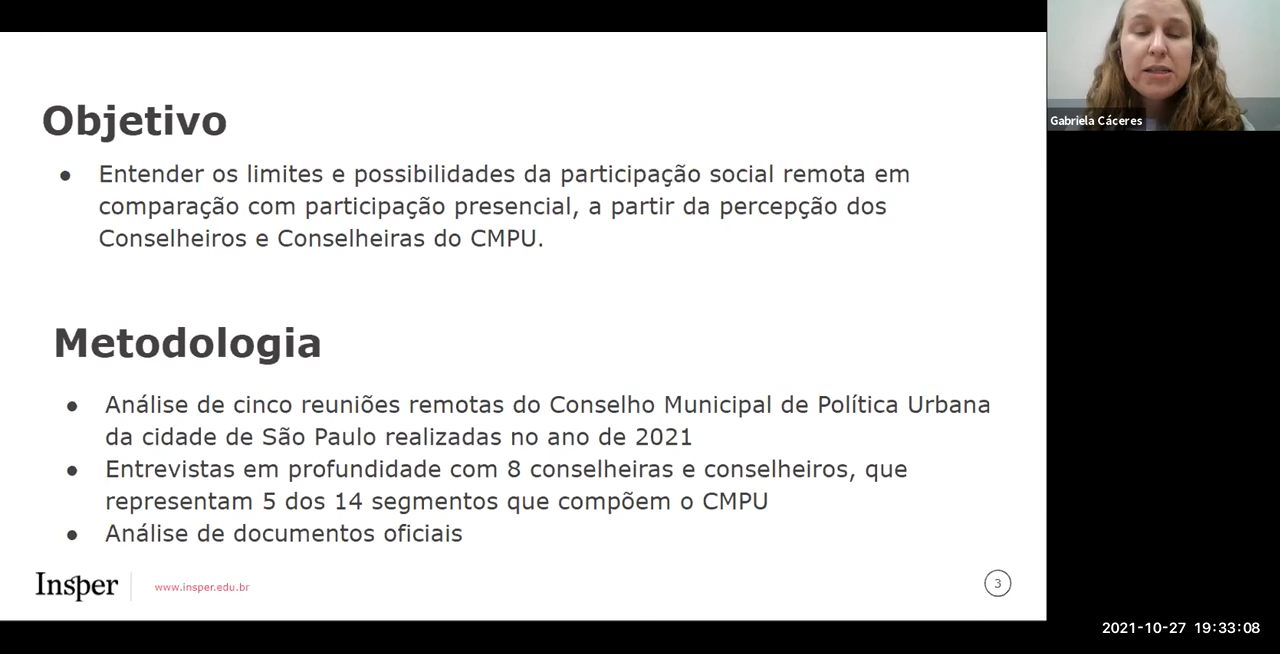 Objetivo
● Entender os limites e possibilidades da participação social remota em
comparação com participação presencial, a partir da percepção dos
Conselheiros e Conselheiras do CMPU.
Metodologia
● Análise de cinco reuniões remotas do Conselho Municipal de Política Urbana
da cidade de São Paulo realizadas no ano de 2021
● Entrevistas em profundidade com 8 conselheiras e conselheiros, que
representam 5 dos 14 segmentos que compõem o CMPU
● Análise de documentos oficiais
Insper
www.insper.edu.br
3
Gabriela Cáceres
2021-10-27 19:33:08